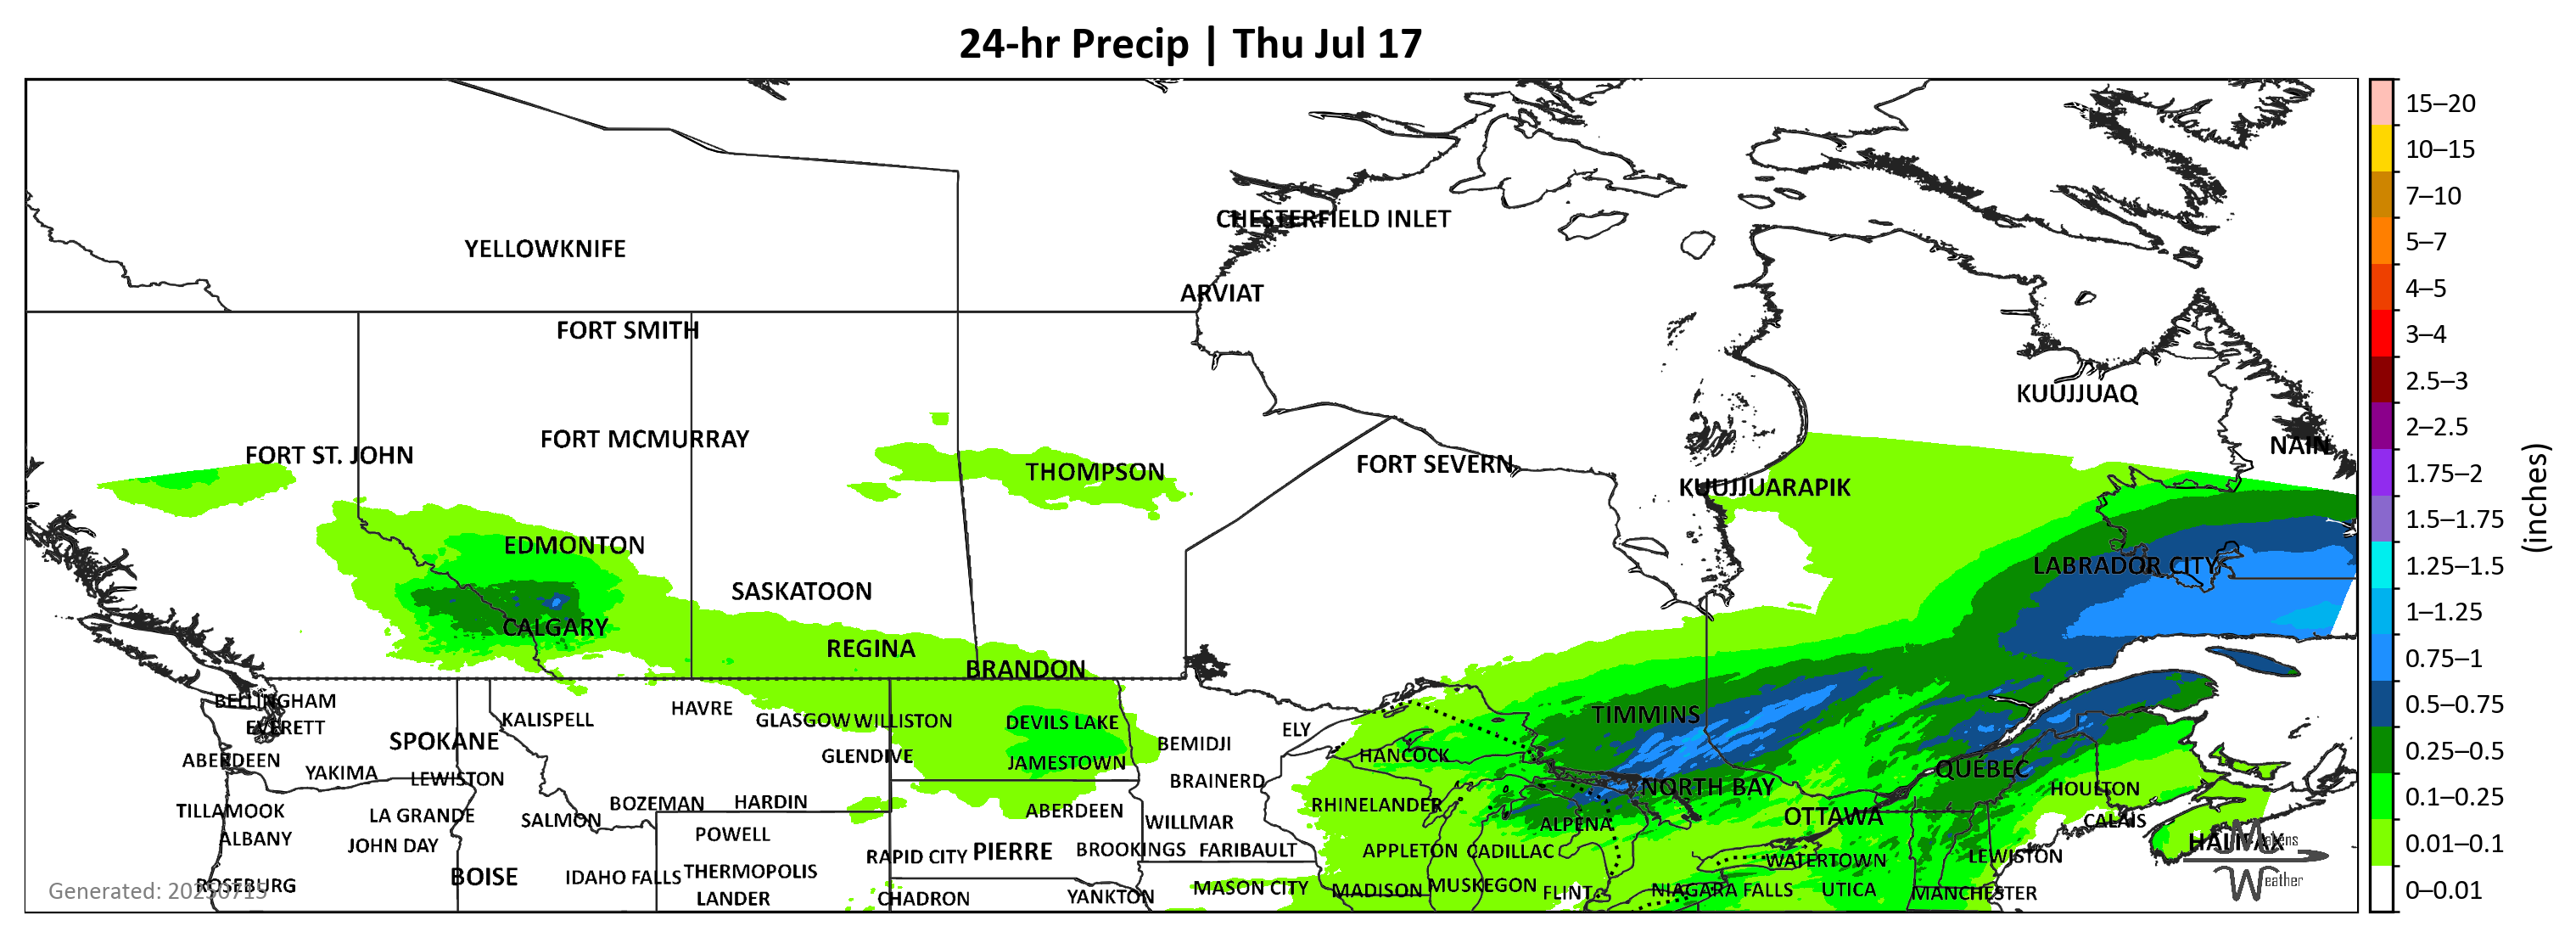 24-hr Precip | Thu Jul 17
CHESTERFIELD INLET
YELLOWKNIFE
ARVIAT
FORT SMITH
KUUJJUAQ
FORT MCMURRAY
NAIN
FORT ST. JOHN
FORT SEVERN
THOMPSON
KUUJJUARAPIK
EDMONTON
LABRADOR CITY
SASKATOON
CALGARY
REGINA
BRANDON
BELLINGHAM
HAVRE
TIMMINS
KALISPELL
GLASGOW WILLISTON
DEVILS LAKE
EVERETT
ELY
SPOKANE
BEMIDJI
HANCOCK
GLENDIVE
ABERDEEN
JAMESTOWN
QUEBEC
YAKIMA
LEWISTON
BRAINERD
NORTH BAY
HOULTON
BOZEMAN
HARDIN
RHINELANDER
TILLAMOOK
LA GRANDE
SALMON
ABERDEEN
WILLMAR
ALPENA
OTTAWA
CALAIS
ALBANY
JOHN DAY
POWELL
HALIFAX
RAPID CITY
PIERRE
BROOKINGS
FARIBAULT
APPLETON
CADILLAC
WATERTOWN
LEWISTON
BOISE
IDAHO FALLS
THERMOPOLIS
ROSEBURG
MASON CITY
MADISON
MUSKEGON
FLINT
NIAGARA FALLS
UTICA
MANCHESTER
LANDER
CHADRON
YANKTON
Generated: 20250715
Weather
15–20
10–15
7–10
5–7
4–5
3–4
2.5–3
2–2.5
1.75–2
1.5–1.75
1.25–1.5
1–1.25
0.75–1
0.5–0.75
0.25–0.5
0.1–0.25
0.01–0.1
0–0.01
(inches)